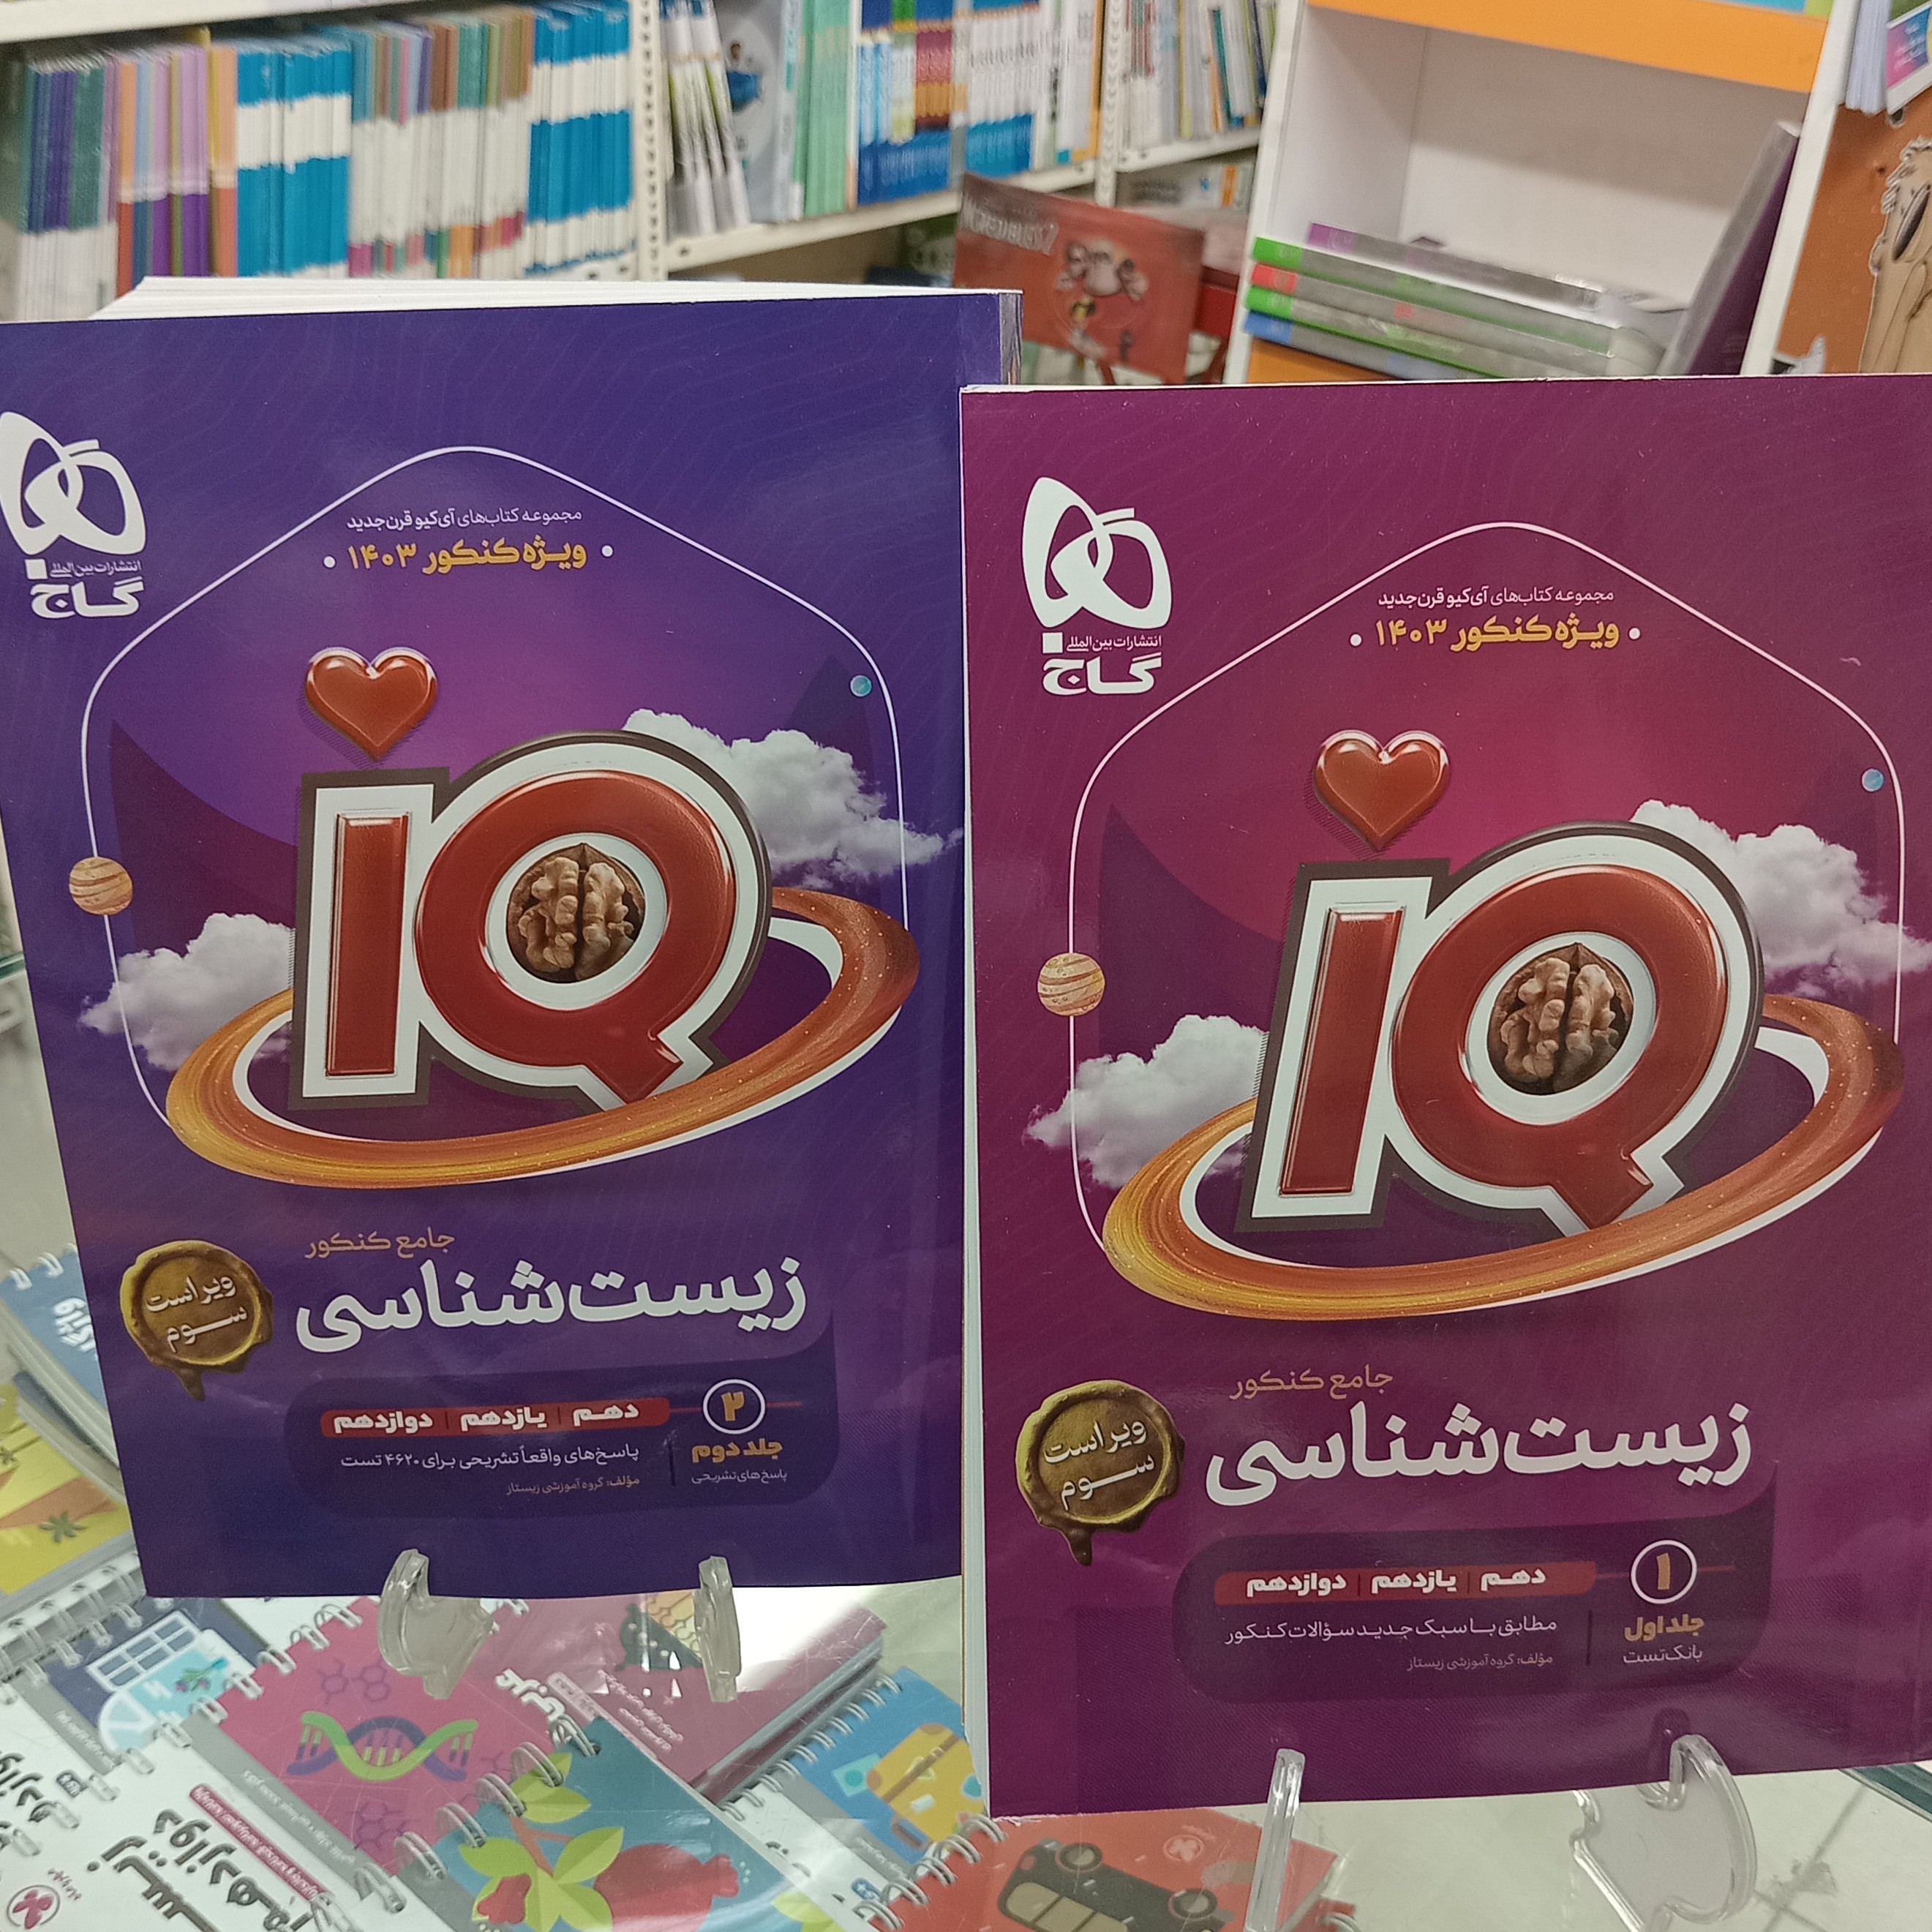 انتشارات بین‌المللی
گاج
مجموعه کتاب‌های آی‌کیو قرن جدید
• ویژه کنکور ۱۴۰۳ •
IQ
جامع کنکور
زیست‌شناسی
ویراست
سوم
۱
جلد اول
بانک تست
دهم | یازدهم | دوازدهم
مطابق با سبک جدید سؤالات کنکور
مؤلف: گروه آموزشی زیستاز
انتشارات بین‌المللی
گاج
مجموعه کتاب‌های آی‌کیو قرن جدید
• ویژه کنکور ۱۴۰۳ •
IQ
جامع کنکور
زیست‌شناسی
ویراست
سوم
۲
جلد دوم
پاسخ‌های تشریحی
دهم | یازدهم | دوازدهم
پاسخ‌های واقعاً تشریحی برای ۴۶۲۰ تست
مؤلف: گروه آموزشی زیستاز